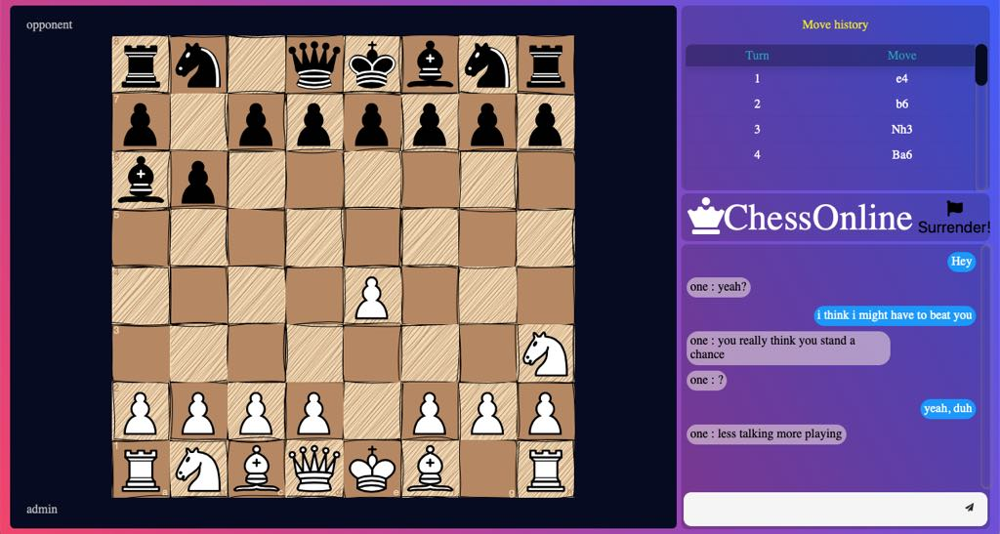 opponent
Move history
Turn Move
1 e4
2 b6
3 Nh3
4 Ba6
ChessOnline
Surrender!
Hey
one : yeah?
i think i might have to beat you
one : you really think you stand a
chance
one : ?
yeah, duh
one : less talking more playing
8
7
5
4
3
2
1
a
c
e
g
admin